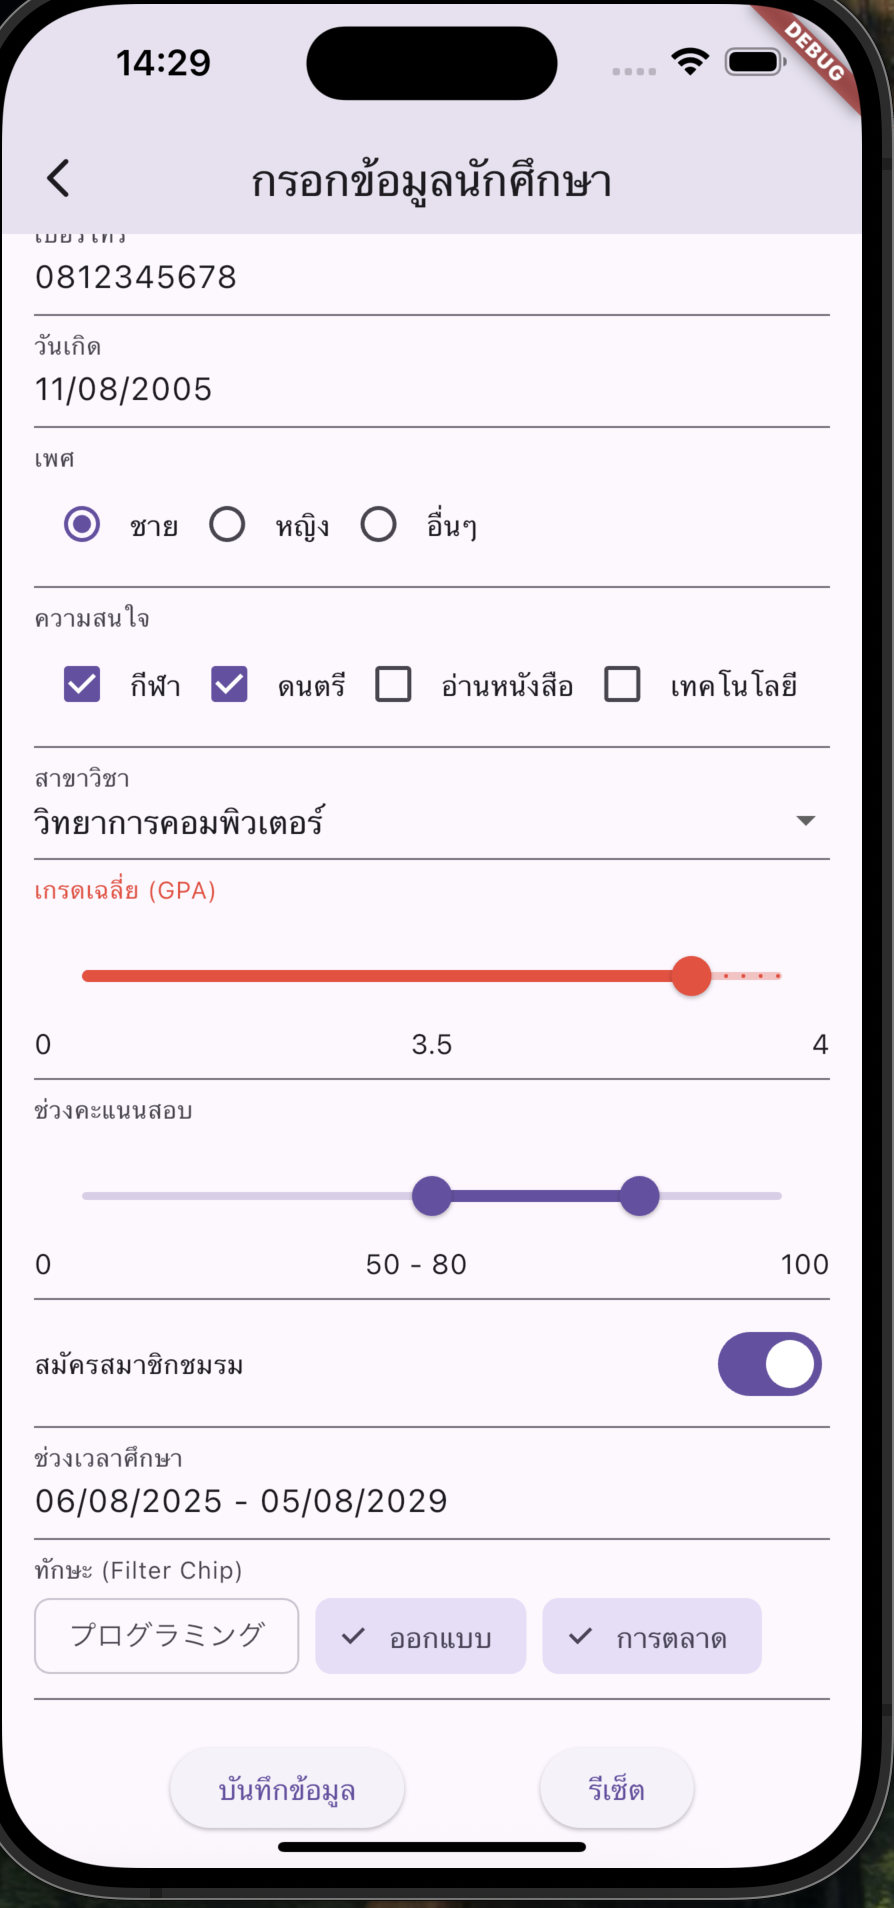 14:29
DEBUG
กรอกข้อมูลนักศึกษา
0812345678
วันเกิด
11/08/2005
เพศ
ชาย หญิง อื่นๆ
ความสนใจ
กีฬา ดนตรี อ่านหนังสือ เทคโนโลยี
สาขาวิชา
วิทยาการคอมพิวเตอร์
เกรดเฉลี่ย (GPA)
0 3.5 4
ช่วงคะแนนสอบ
0 50 - 80 100
สมัครสมาชิกชมรม
ช่วงเวลาศึกษา
06/08/2025 - 05/08/2029
ทักษะ (Filter Chip)
プログラミング ออกแบบ การตลาด
บันทึกข้อมูล รีเซ็ต